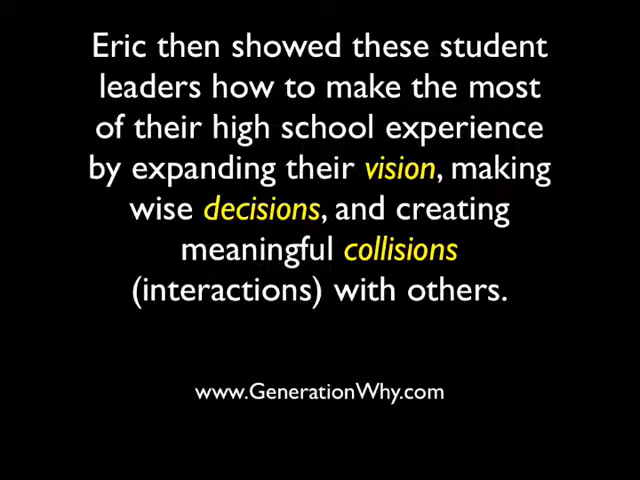 Eric then showed these student
leaders how to make the most
of their high school experience
by expanding their vision, making
wise decisions, and creating
meaningful collisions
(interactions) with others.
www.GenerationWhy.com